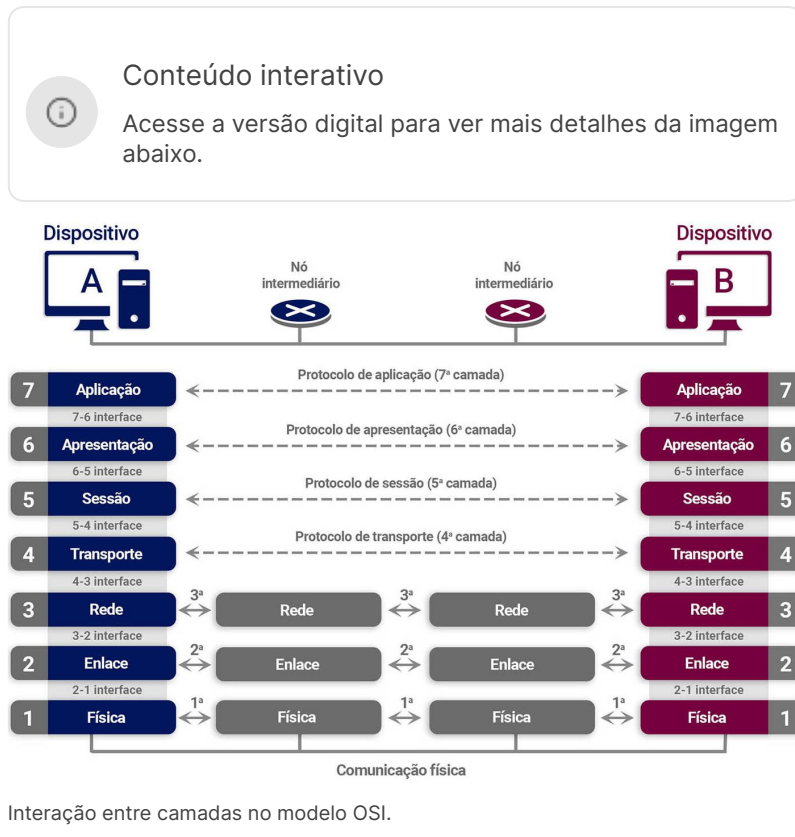 Conteúdo interativo
Acesse a versão digital para ver mais detalhes da imagem
abaixo.
Dispositivo
A
Nó
intermediário
Nó
intermediário
Dispositivo
B
7 Aplicação Protocolo de aplicação (7ª camada) Aplicação 7
7-6 interface 7-6 interface
6 Apresentação Protocolo de apresentação (6ª camada) Apresentação 6
6-5 interface 6-5 interface
5 Sessão Protocolo de sessão (5ª camada) Sessão 5
5-4 interface 5-4 interface
4 Transporte Protocolo de transporte (4ª camada) Transporte 4
4-3 interface 4-3 interface
3 Rede 3ª Rede 3ª Rede 3ª Rede 3
3-2 interface 3-2 interface
2 Enlace 2ª Enlace 2ª Enlace 2ª Enlace 2
2-1 interface 2-1 interface
1 Física 1ª Física 1ª Física 1ª Física 1
Comunicação física
Interação entre camadas no modelo OSI.